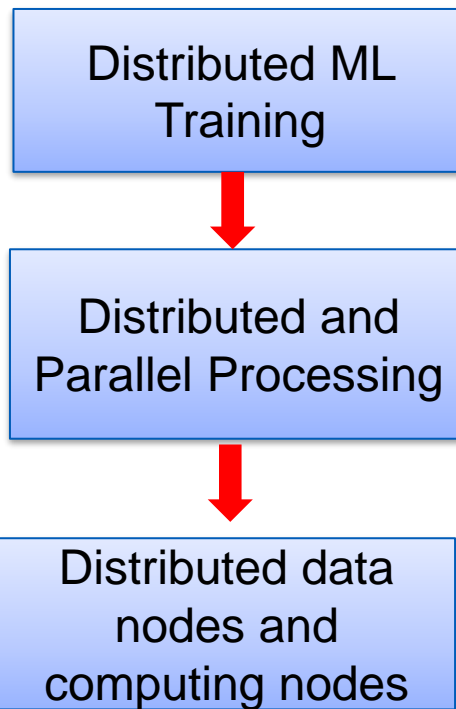 Distributed ML
Training
Distributed and
Parallel Processing
Distributed data
nodes and
computing nodes